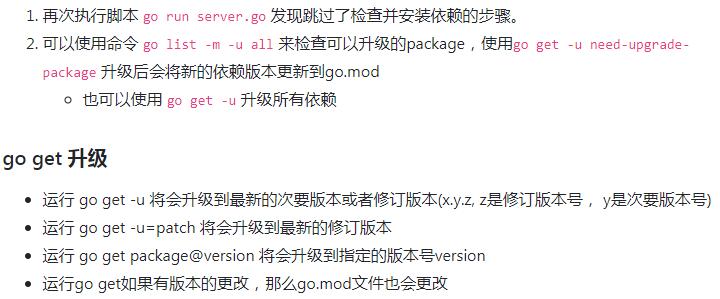 1. 再次执行脚本 go run server.go 发现跳过了检查并安装依赖的步骤。
2. 可以使用命令 go list -m -u all 来检查可以升级的package，使用go get -u need-upgrade-
package 升级后会将新的依赖版本更新到go.mod
也可以使用 go get -u 升级所有依赖
go get 升级
运行 go get -u 将会升级到最新的次要版本或者修订版本(x.y.z, z是修订版本号， y是次要版本号)
运行 go get -u=patch 将会升级到最新的修订版本
运行 go get package@version 将会升级到指定的版本号version
运行go get如果有版本的更改，那么go.mod文件也会更改